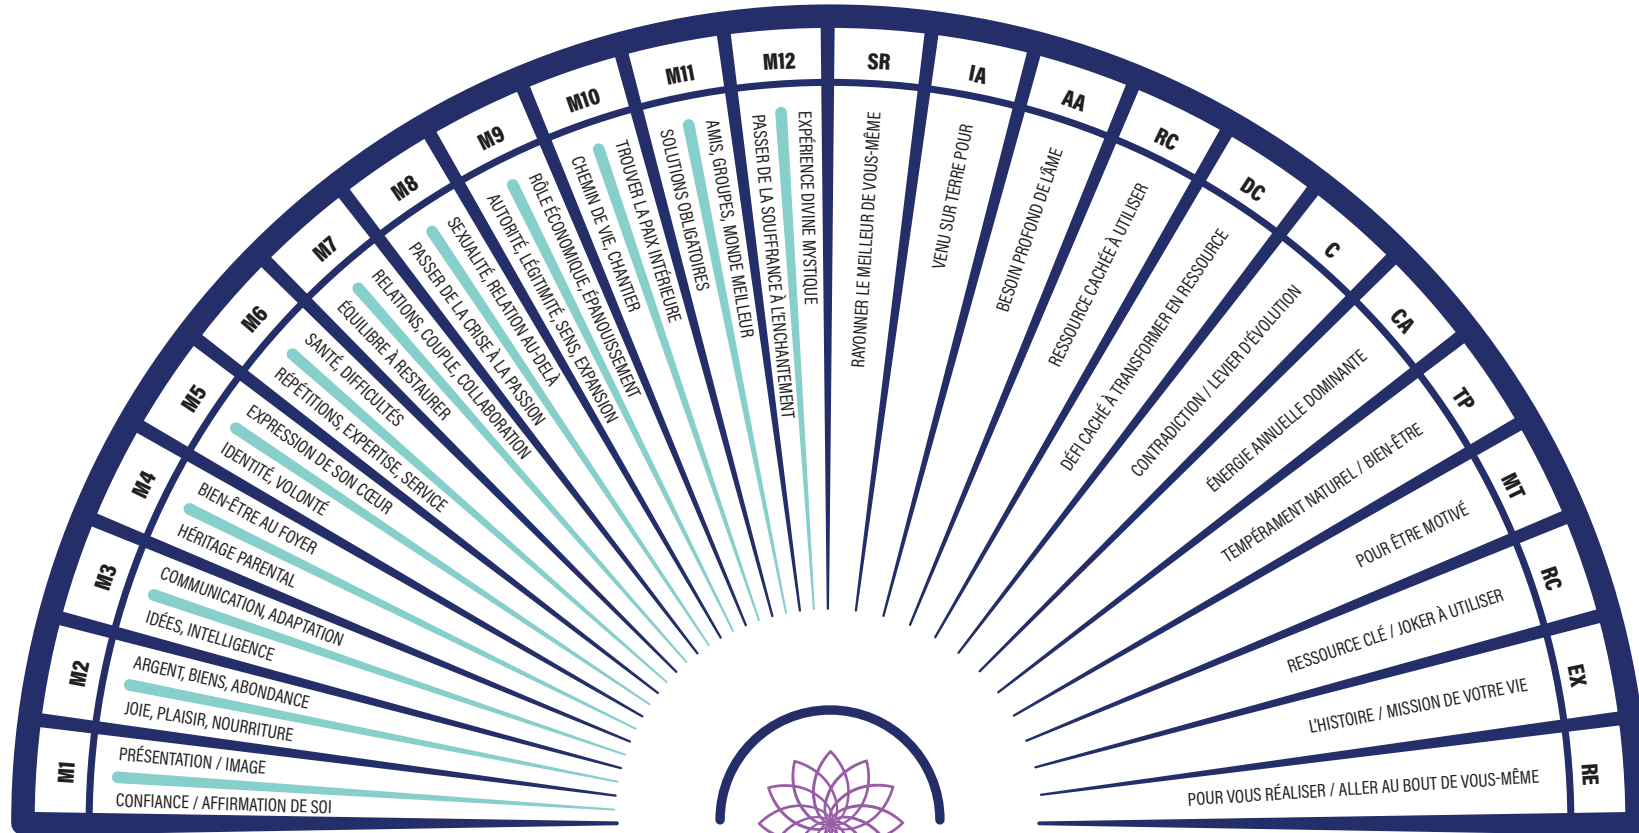 M1
PRÉSENTATION / IMAGE
CONFIANCE / AFFIRMATION DE SOI
M2
ARGENT, BIENS, ABONDANCE
JOIE, PLAISIR, NOURRITURE
M3
COMMUNICATION, ADAPTATION
IDÉES, INTELLIGENCE
M4
BIEN-ÊTRE AU FOYER
HÉRITAGE PARENTAL
M5
EXPRESSION DE SON CŒUR
IDENTITÉ, VOLONTÉ
M6
SANTÉ, DIFFICULTÉS
RÉPÉTITIONS, EXPERTISE, SERVICE
M7
RELATIONS, COUPLE, COLLABORATION
ÉQUILIBRE À RESTAURER
M8
SEXUALITÉ, RELATION AU-DELÀ
PASSER DE LA CRISE À LA PASSION
M9
RÔLE ÉCONOMIQUE, ÉPANOUISSEMENT
AUTORITÉ, LÉGITIMITÉ, SENS, EXPANSION
M10
TROUVER LA PAIX INTÉRIEURE
CHEMIN DE VIE, CHANTIER
M11
AMIS, GROUPES, MONDE MEILLEUR
SOLUTIONS OBLIGATOIRES
M12
EXPÉRIENCE DIVINE MYSTIQUE
PASSER DE LA SOUFFRANCE À L'ENCHANTEMENT
SR
RAYONNER LE MEILLEUR DE VOUS-MÊME
IA
VENU SUR TERRE POUR
AA
BESOIN PROFOND DE L'ÂME
RC
RESSOURCE CACHÉE À UTILISER
DC
DÉFI CACHÉ À TRANSFORMER EN RESSOURCE
C
CONTRADICTION / LEVIER D'ÉVOLUTION
CA
ÉNERGIE ANNUELLE DOMINANTE
TP
TEMPÉRAMENT NATUREL / BIEN-ÊTRE
MT
POUR ÊTRE MOTIVÉ
RC
RESSOURCE CLÉ / JOKER À UTILISER
EX
L'HISTOIRE / MISSION DE VOTRE VIE
RE
POUR VOUS RÉALISER / ALLER AU BOUT DE VOUS-MÊME